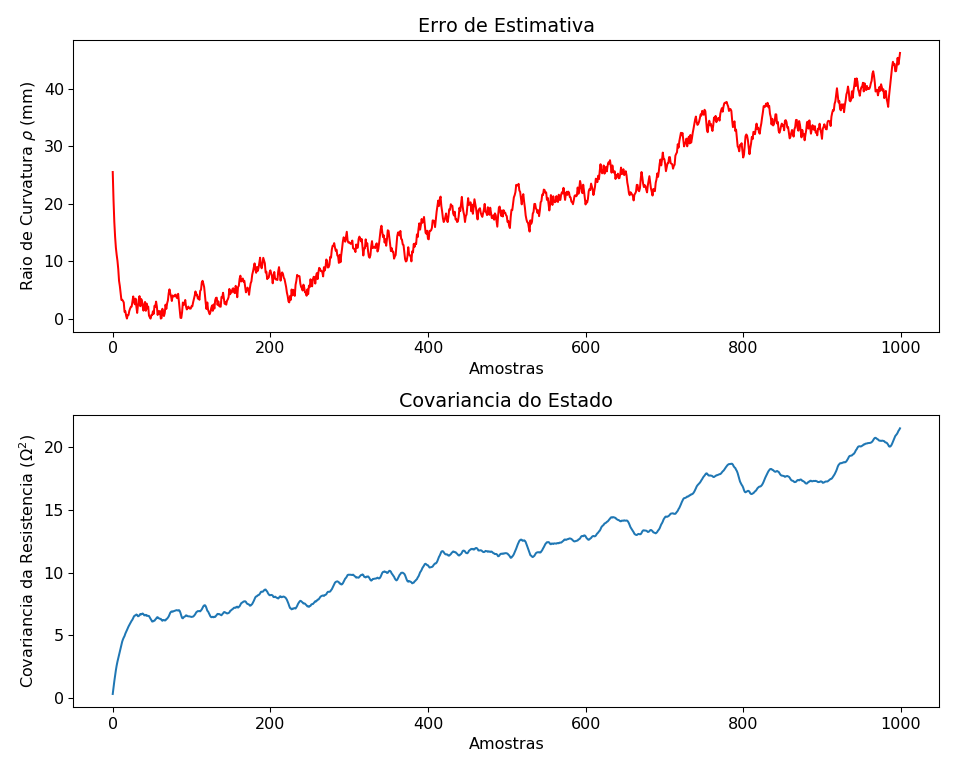 Erro de Estimativa
Raio de Curvatura ρ (mm)
40
30
20
10
0
0 200 400 600 800 1000
Amostras
Covariancia do Estado
Covariancia da Resistencia (Ω²)
20
15
10
5
0
0 200 400 600 800 1000
Amostras